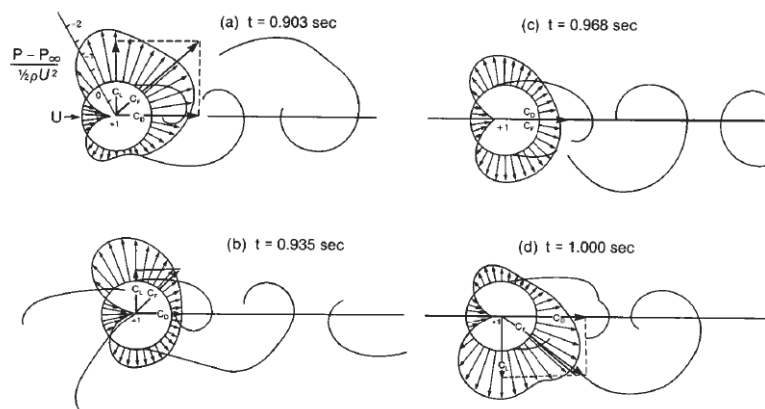 (a) t = 0.903 sec
-2
-1
0
P – P∞
½ρU²
U
+1
C_L
C_F
C_D
(c) t = 0.968 sec
+1
C_D
C_F
(b) t = 0.935 sec
C_L
C_F
C_D
+1
(d) t = 1.000 sec
+1
C_D
C_F
C_L